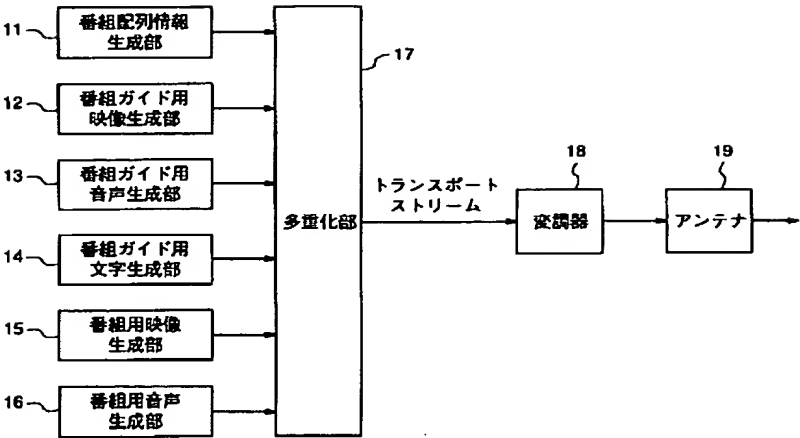 11
番組配列情報
生成部
12
番組ガイド用
映像生成部
13
番組ガイド用
音声生成部
14
番組ガイド用
文字生成部
15
番組用映像
生成部
16
番組用音声
生成部
17
多重化部
トランスポート
ストリーム
18
変調器
19
アンテナ